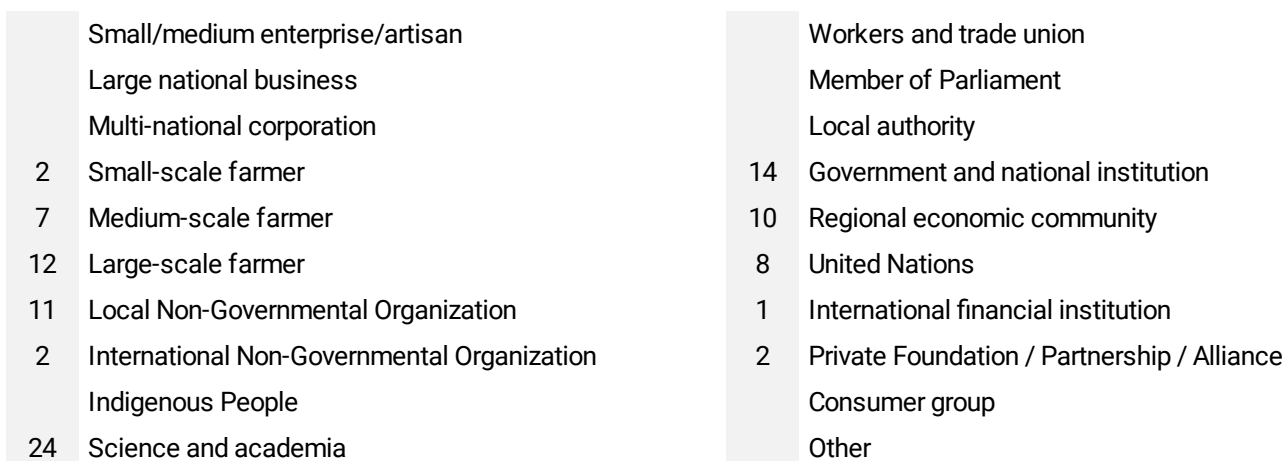 Small/medium enterprise/artisan
Large national business
Multi-national corporation
2 Small-scale farmer
7 Medium-scale farmer
12 Large-scale farmer
11 Local Non-Governmental Organization
2 International Non-Governmental Organization
Indigenous People
24 Science and academia
Workers and trade union
Member of Parliament
Local authority
14 Government and national institution
10 Regional economic community
8 United Nations
1 International financial institution
2 Private Foundation / Partnership / Alliance
Consumer group
Other